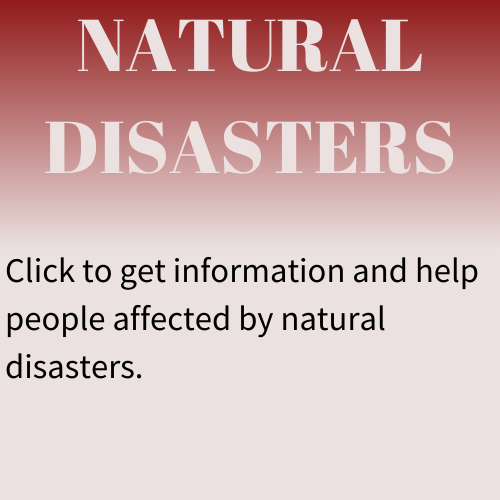 NATURAL
DISASTERS
Click to get information and help
people affected by natural
disasters.